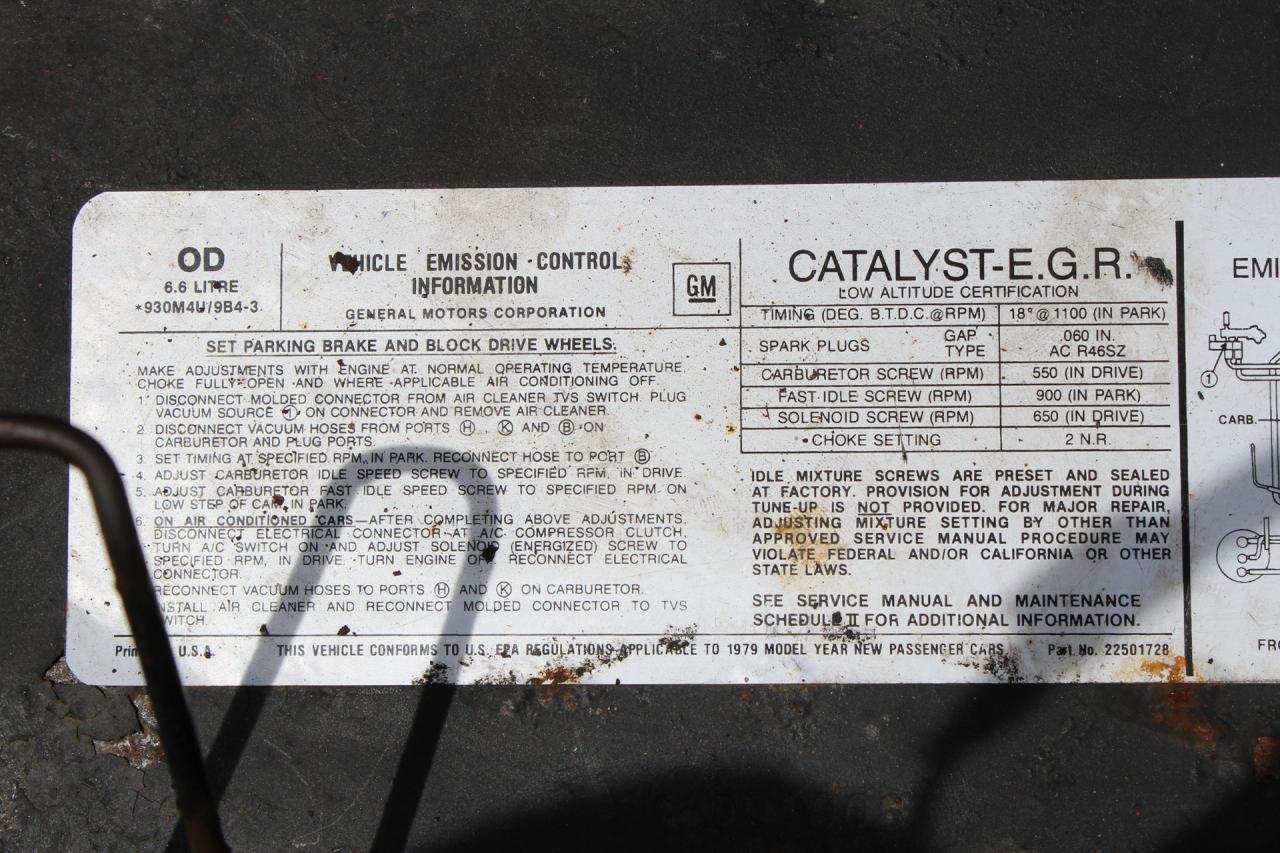 OD
6.6 LITRE
*930M4U/9B4-3
VEHICLE EMISSION CONTROL
INFORMATION
GENERAL MOTORS CORPORATION
GM
SET PARKING BRAKE AND BLOCK DRIVE WHEELS.
MAKE ADJUSTMENTS WITH ENGINE AT NORMAL OPERATING TEMPERATURE,
CHOKE FULLY OPEN AND WHERE APPLICABLE AIR CONDITIONING OFF.
1. DISCONNECT MOLDED CONNECTOR FROM AIR CLEANER TVS SWITCH. PLUG
VACUUM SOURCE ① ON CONNECTOR AND REMOVE AIR CLEANER.
2. DISCONNECT VACUUM HOSES FROM PORTS Ⓗ, Ⓚ AND Ⓑ ON
CARBURETOR AND PLUG PORTS.
3. SET TIMING AT SPECIFIED RPM, IN PARK. RECONNECT HOSE TO PORT Ⓑ.
4. ADJUST CARBURETOR IDLE SPEED SCREW TO SPECIFIED RPM, IN DRIVE.
5. ADJUST CARBURETOR FAST IDLE SPEED SCREW TO SPECIFIED RPM ON
LOW STEP OF CAM, IN PARK.
6. ON AIR CONDITIONED CARS—AFTER COMPLETING ABOVE ADJUSTMENTS,
DISCONNECT ELECTRICAL CONNECTOR AT A/C COMPRESSOR CLUTCH,
TURN A/C SWITCH ON AND ADJUST SOLENOID (ENERGIZED) SCREW TO
SPECIFIED RPM, IN DRIVE. TURN ENGINE OFF. RECONNECT ELECTRICAL
CONNECTOR.
RECONNECT VACUUM HOSES TO PORTS Ⓗ AND Ⓚ ON CARBURETOR.
INSTALL AIR CLEANER AND RECONNECT MOLDED CONNECTOR TO TVS
SWITCH.
CATALYST-E.G.R.
LOW ALTITUDE CERTIFICATION
TIMING (DEG. B.T.D.C.@RPM) 18°@1100 (IN PARK)
SPARK PLUGS GAP .060 IN.
TYPE AC R46SZ
CARBURETOR SCREW (RPM) 550 (IN DRIVE)
FAST IDLE SCREW (RPM) 900 (IN PARK)
SOLENOID SCREW (RPM) 650 (IN DRIVE)
CHOKE SETTING 2 N.R.
IDLE MIXTURE SCREWS ARE PRESET AND SEALED
AT FACTORY. PROVISION FOR ADJUSTMENT DURING
TUNE-UP IS NOT PROVIDED. FOR MAJOR REPAIR,
ADJUSTING MIXTURE SETTING BY OTHER THAN
APPROVED SERVICE MANUAL PROCEDURE MAY
VIOLATE FEDERAL AND/OR CALIFORNIA OR OTHER
STATE LAWS.
SEE SERVICE MANUAL AND MAINTENANCE
SCHEDULE II FOR ADDITIONAL INFORMATION.
U.S.A. THIS VEHICLE CONFORMS TO U.S. EPA REGULATIONS APPLICABLE TO 1979 MODEL YEAR NEW PASSENGER CARS Part No. 22501728
EMI
1
CARB.
FRO